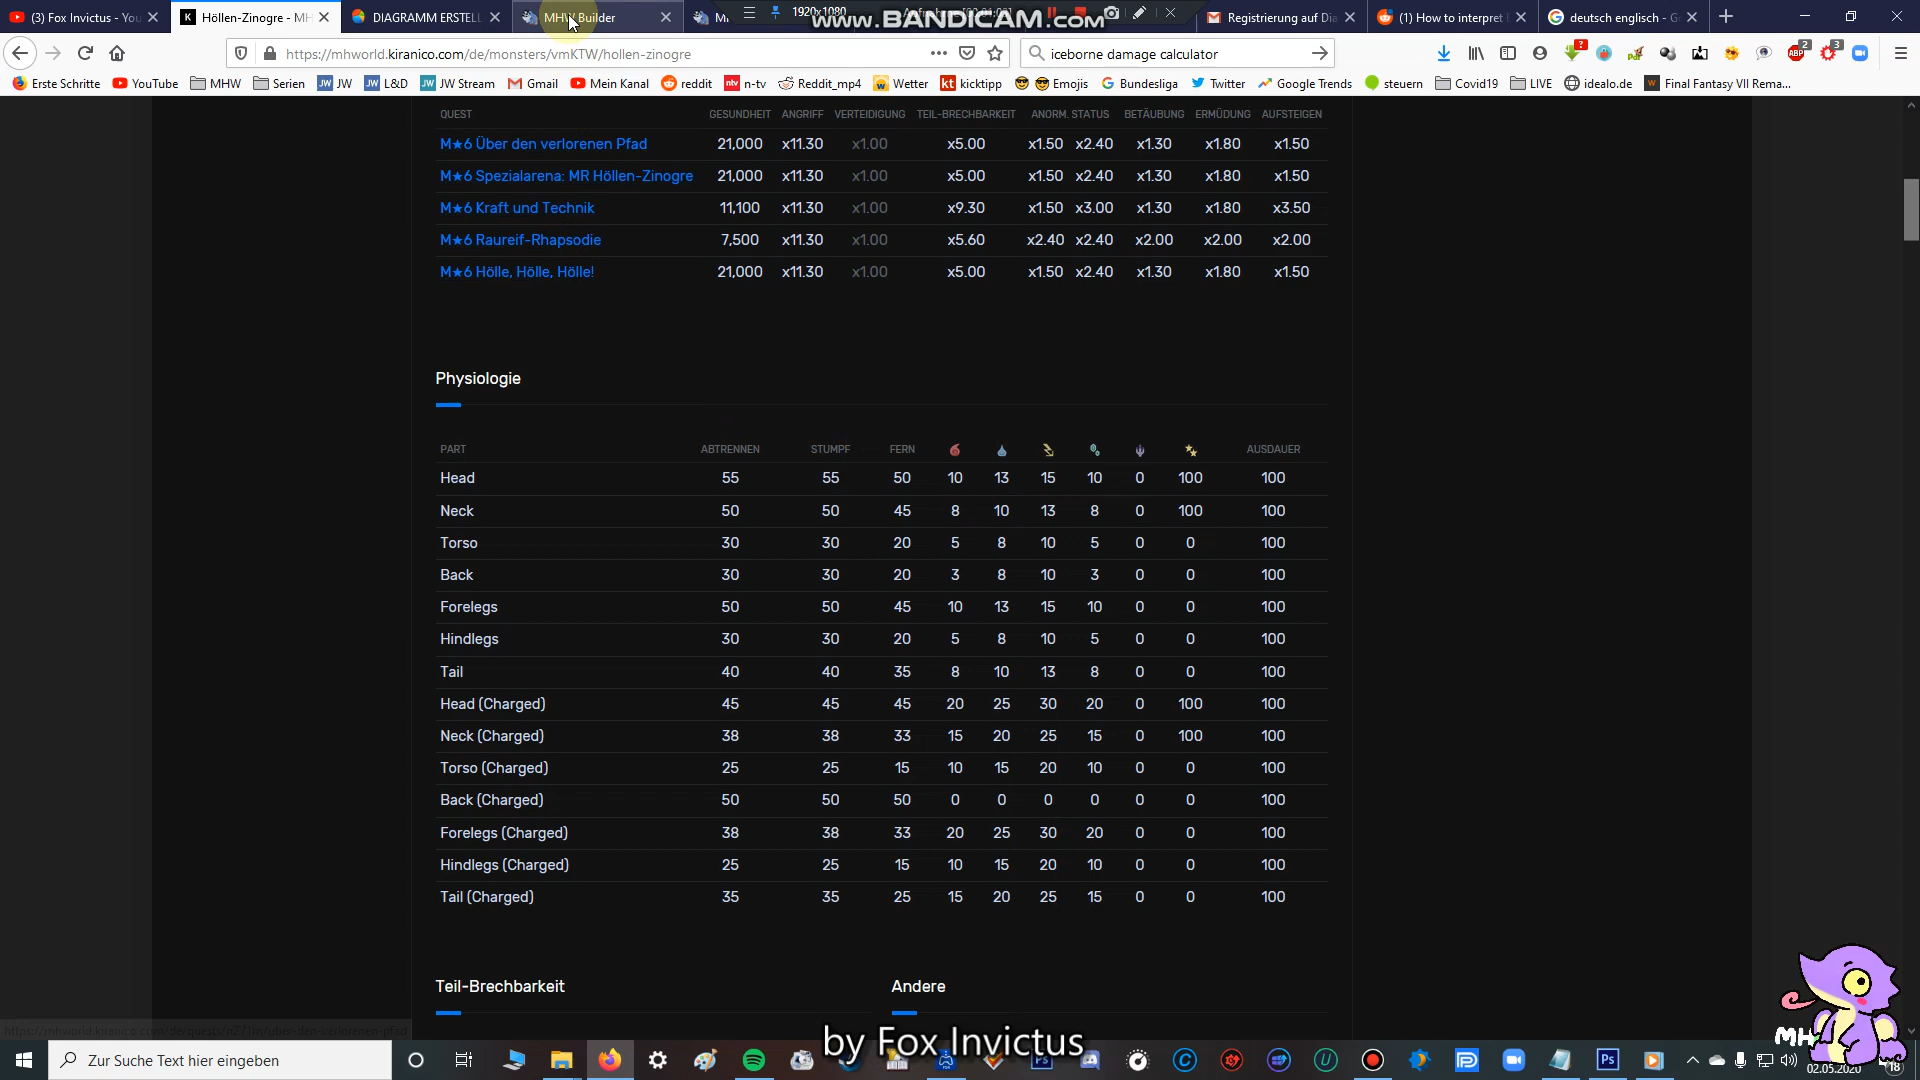 (3) Fox Invictus - You
Höllen-Zinogre - MH
DIAGRAMM ERSTELL
MHW Builder
1920x1080
www.BANDICAM.com
Registrierung auf Dia
(1) How to interpret
deutsch englisch - G
https://mhworld.kiranico.com/de/monsters/vmKTW/hollen-zinogre
iceborne damage calculator
Erste Schritte YouTube MHW Serien JW L&D JW Stream Gmail Mein Kanal reddit n-tv Reddit_mp4 Wetter kicktipp Emojis Bundesliga Twitter Google Trends steuern Covid19 LIVE idealo.de Final Fantasy VII Rema...
QUEST GESUNDHEIT ANGRIFF VERTEIDIGUNG TEIL-BRECHBARKEIT ANORM. STATUS BETÄUBUNG ERMÜDUNG AUFSTEIGEN
M★6 Über den verlorenen Pfad 21,000 x11.30 x1.00 x5.00 x1.50 x2.40 x1.30 x1.80 x1.50
M★6 Spezialarena: MR Höllen-Zinogre 21,000 x11.30 x1.00 x5.00 x1.50 x2.40 x1.30 x1.80 x1.50
M★6 Kraft und Technik 11,100 x11.30 x1.00 x9.30 x1.50 x3.00 x1.30 x1.80 x3.50
M★6 Raureif-Rhapsodie 7,500 x11.30 x1.00 x5.60 x2.40 x2.40 x2.00 x2.00 x2.00
M★6 Hölle, Hölle, Hölle! 21,000 x11.30 x1.00 x5.00 x1.50 x2.40 x1.30 x1.80 x1.50
Physiologie
PART ABTRENNEN STUMPF FERN AUSDAUER
Head 55 55 50 10 13 15 10 0 100 100
Neck 50 50 45 8 10 13 8 0 100 100
Torso 30 30 20 5 8 10 5 0 0 100
Back 30 30 20 3 8 10 3 0 0 100
Forelegs 50 50 45 10 13 15 10 0 0 100
Hindlegs 30 30 20 5 8 10 5 0 0 100
Tail 40 40 35 8 10 13 8 0 0 100
Head (Charged) 45 45 45 20 25 30 20 0 100 100
Neck (Charged) 38 38 33 15 20 25 15 0 100 100
Torso (Charged) 25 25 15 10 15 20 10 0 0 100
Back (Charged) 50 50 50 0 0 0 0 0 0 100
Forelegs (Charged) 38 38 33 20 25 30 20 0 0 100
Hindlegs (Charged) 25 25 15 10 15 20 10 0 0 100
Tail (Charged) 35 35 25 15 20 25 15 0 0 100
Teil-Brechbarkeit Andere
by Fox Invictus
Zur Suche Text hier eingeben
02.05.2020